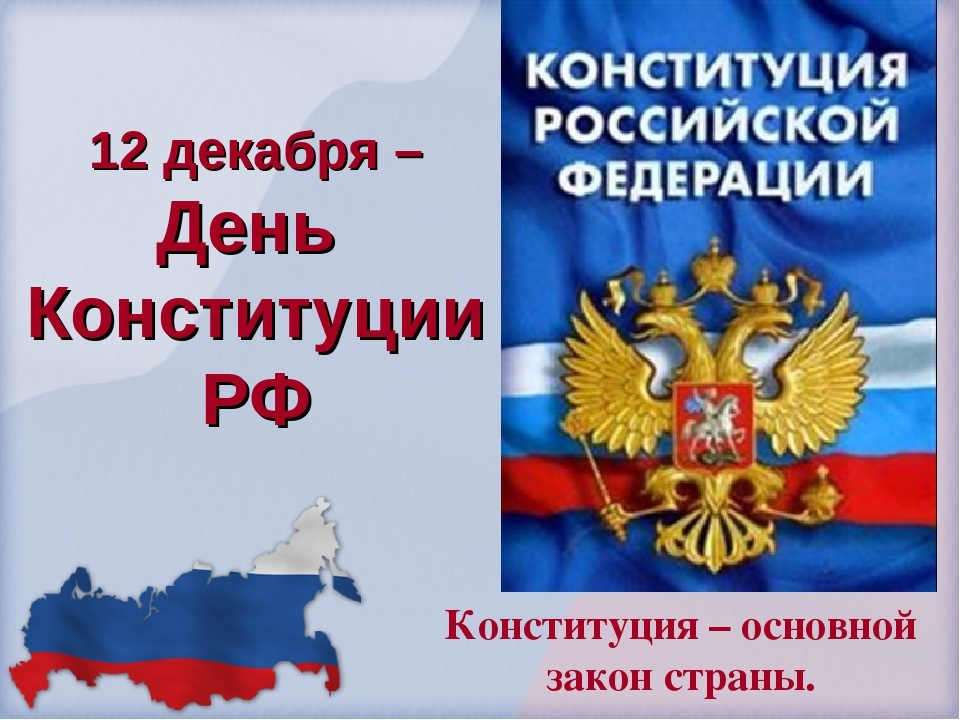 12 декабря –
День
Конституции
РФ
КОНСТИТУЦИЯ
РОССИЙСКОЙ
ФЕДЕРАЦИИ
Конституция – основной
закон страны.